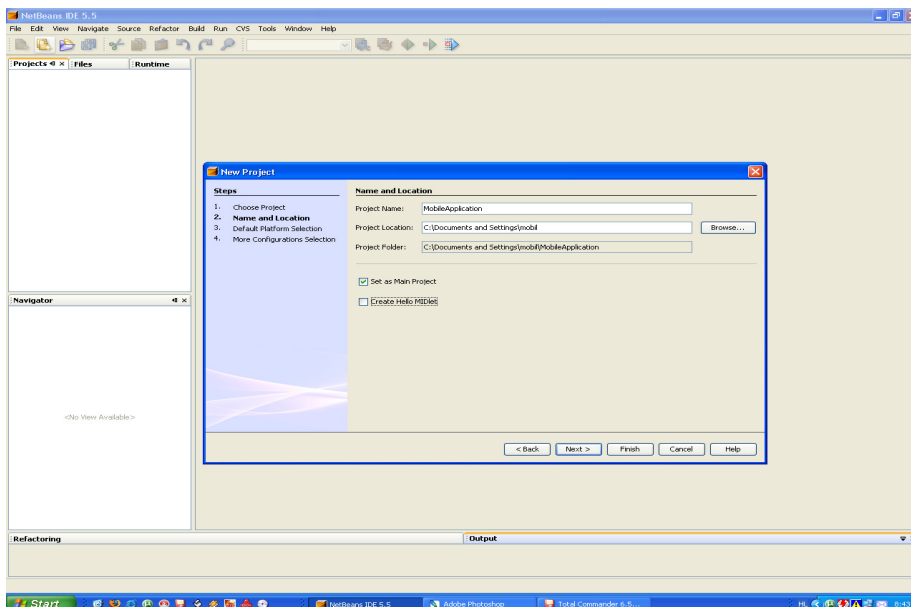 NetBeans IDE 5.5
File Edit View Navigate Source Refactor Build Run CVS Tools Window Help
Projects Files Runtime
New Project
Steps
1. Choose Project
2. Name and Location
3. Default Platform Selection
4. More Configurations Selection
Name and Location
Project Name: MobileApplication
Project Location: C:\Documents and Settings\mobil Browse...
Project Folder: C:\Documents and Settings\mobil\MobileApplication
Set as Main Project
Create Hello MIDlet
< Back Next > Finish Cancel Help
Navigator
<No View Available>
Refactoring Output
Start NetBeans IDE 5.5 Adobe Photoshop Total Commander 6.5... HL